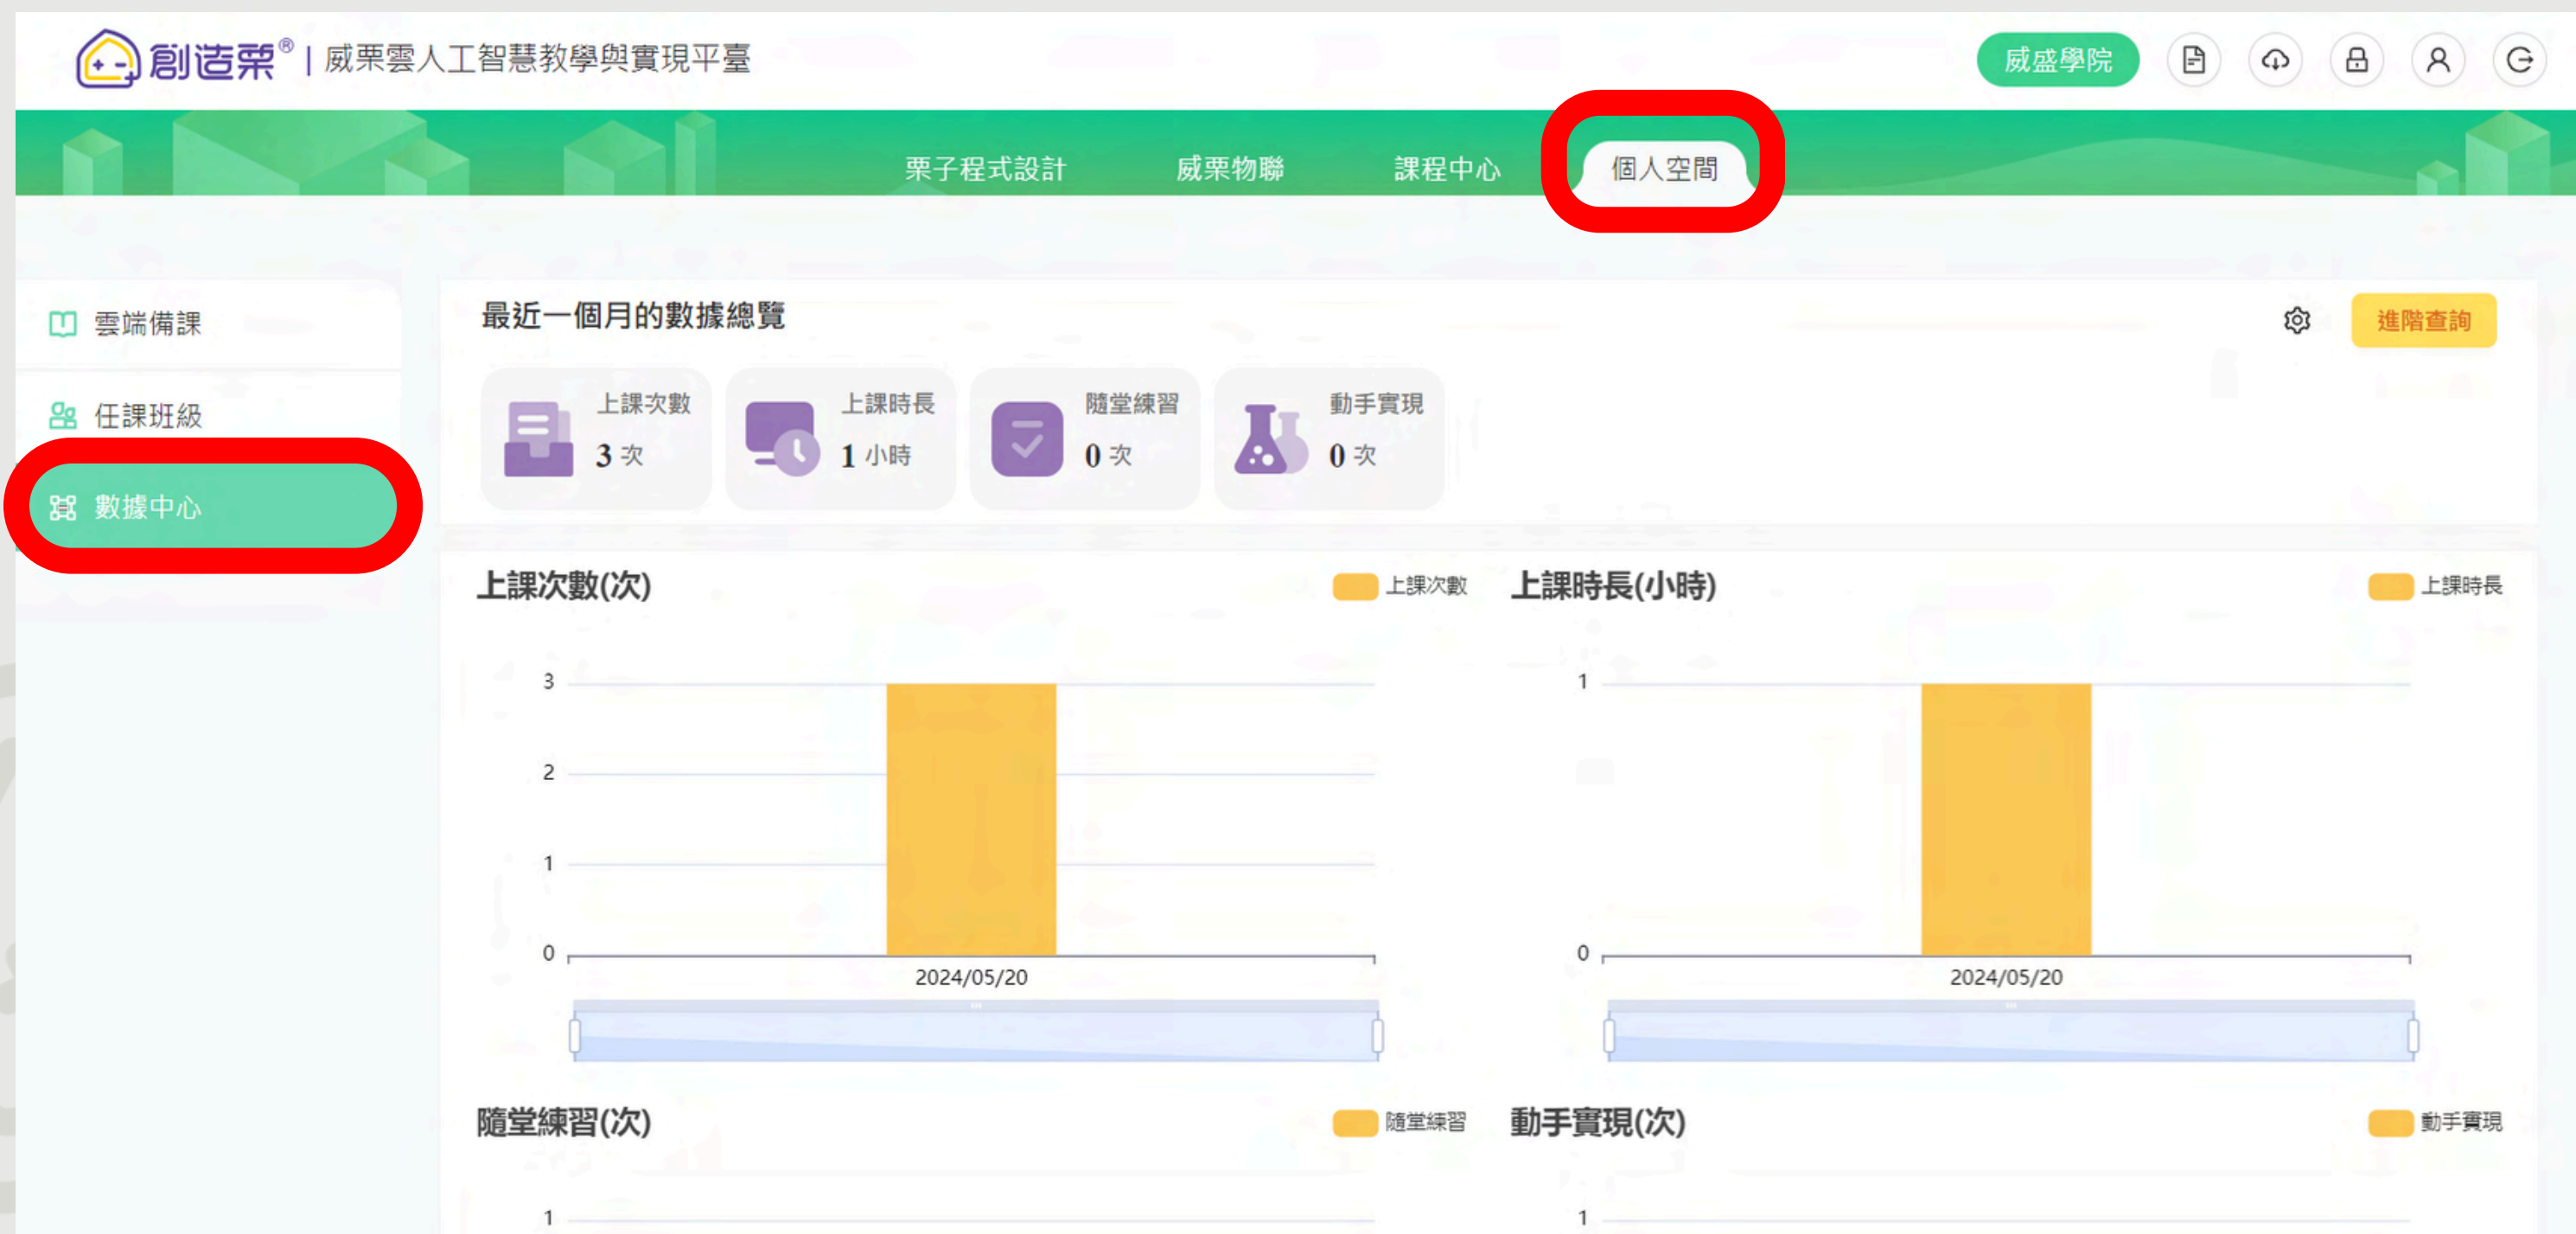 創造栗® | 威栗雲人工智慧教學與實現平臺
威盛學院
栗子程式設計 威栗物聯 課程中心 個人空間
雲端備課
任課班級
數據中心
最近一個月的數據總覽
進階查詢
上課次數
3 次
上課時長
1 小時
隨堂練習
0 次
動手實現
0 次
上課次數(次)
上課次數
3
2
1
0
2024/05/20
上課時長(小時)
上課時長
1
0
2024/05/20
隨堂練習(次)
隨堂練習
1
動手實現(次)
動手實現
1